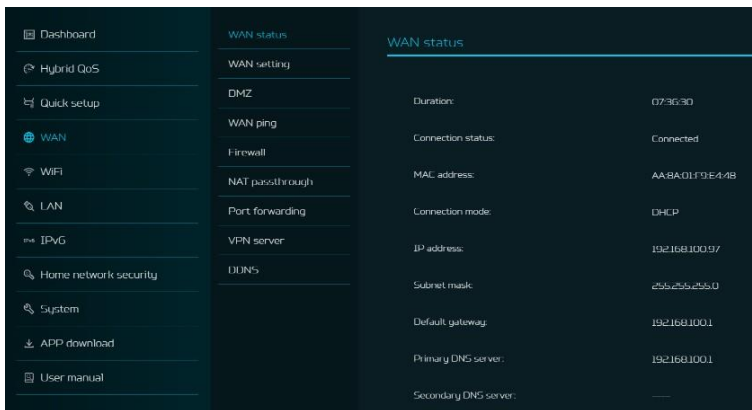 Dashboard
Hybrid QoS
Quick setup
WAN
WiFi
LAN
IPv6 IPv6
Home network security
System
APP download
User manual
WAN status
WAN setting
DMZ
WAN ping
Firewall
NAT passthrough
Port forwarding
VPN server
DDNS
WAN status
Duration: 07:36:30
Connection status: Connected
MAC address: AA:8A:01:F9:E4:4B
Connection mode: DHCP
IP address: 192.168.100.97
Subnet mask: 255.255.255.0
Default gateway: 192.168.100.1
Primary DNS server: 192.168.100.1
Secondary DNS server: -----